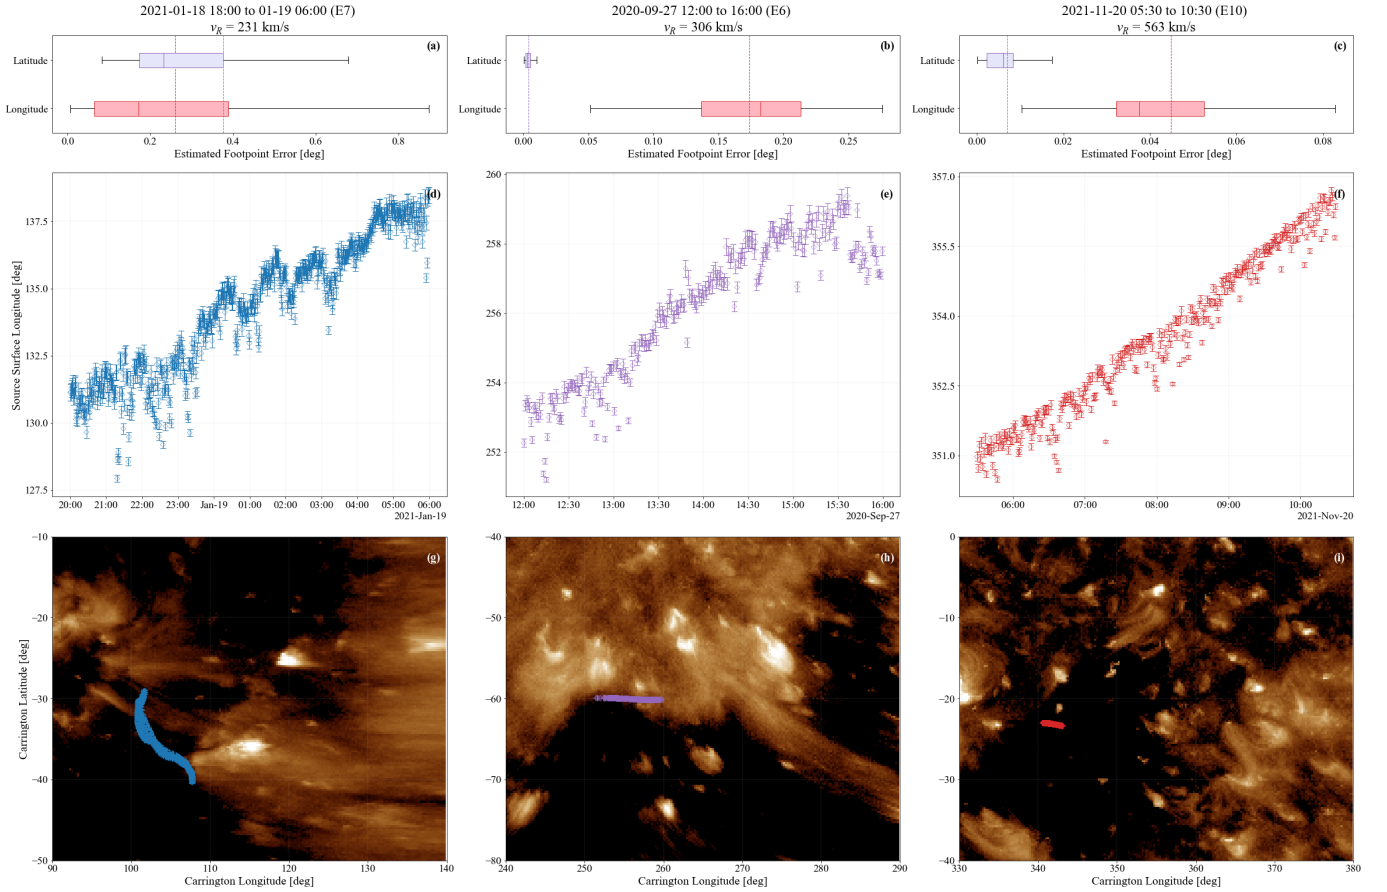 2021-01-18 18:00 to 01-19 06:00 (E7)
v_R = 231 km/s
2020-09-27 12:00 to 16:00 (E6)
v_R = 306 km/s
2021-11-20 05:30 to 10:30 (E10)
v_R = 563 km/s
(a)
Latitude
Longitude
0.0 0.2 0.4 0.6 0.8
Estimated Footpoint Error [deg]
(b)
Latitude
Longitude
0.00 0.05 0.10 0.15 0.20 0.25
Estimated Footpoint Error [deg]
(c)
Latitude
Longitude
0.00 0.02 0.04 0.06 0.08
Estimated Footpoint Error [deg]
(d)
Source Surface Longitude [deg]
137.5
135.0
132.5
130.0
127.5
20:00 21:00 22:00 23:00 Jan-19 01:00 02:00 03:00 04:00 05:00 06:00
2021-Jan-19
(e)
260
258
256
254
252
12:00 12:30 13:00 13:30 14:00 14:30 15:00 15:30 16:00
2020-Sep-27
(f)
357.0
355.5
354.0
352.5
351.0
06:00 07:00 08:00 09:00 10:00
2021-Nov-20
(g)
Carrington Latitude [deg]
−10
−20
−30
−40
−50
90 100 110 120 130 140
Carrington Longitude [deg]
(h)
−40
−50
−60
−70
−80
240 250 260 270 280 290
Carrington Longitude [deg]
(i)
0
−10
−20
−30
−40
330 340 350 360 370 380
Carrington Longitude [deg]